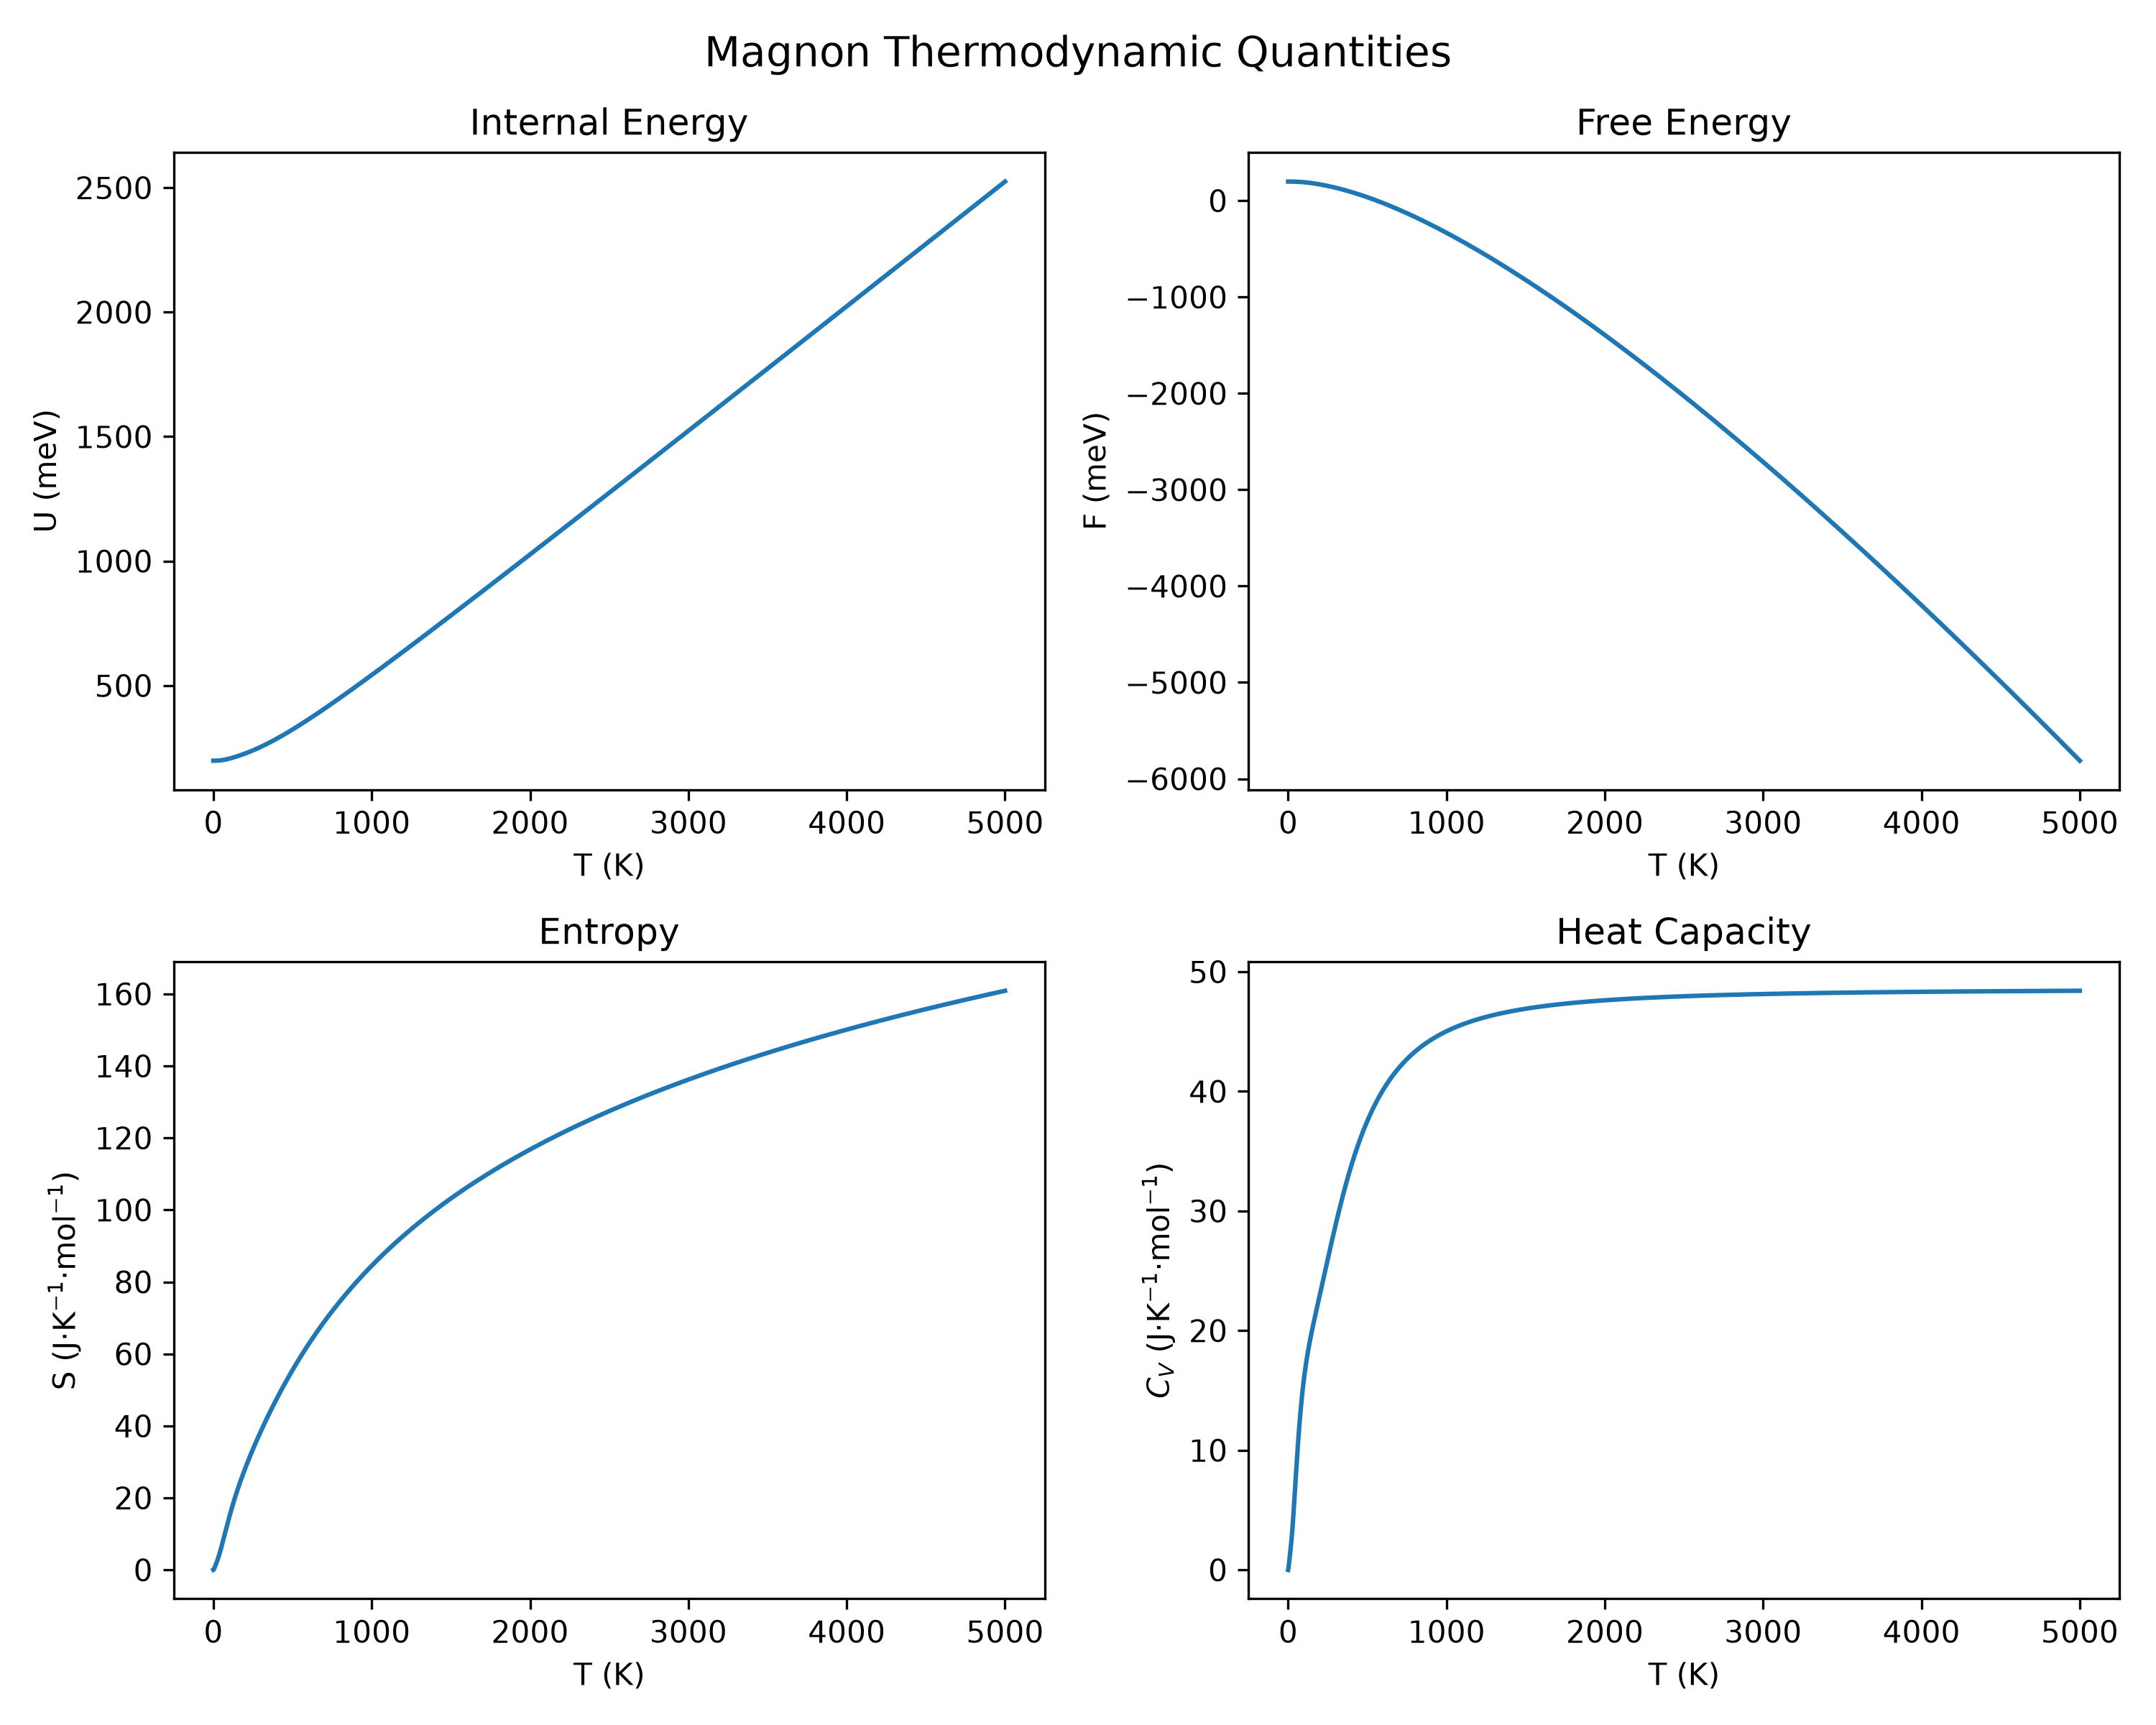 Magnon Thermodynamic Quantities
Internal Energy
2500
2000
1500
1000
500
U (meV)
0 1000 2000 3000 4000 5000
T (K)
Free Energy
0
−1000
−2000
−3000
−4000
−5000
−6000
F (meV)
0 1000 2000 3000 4000 5000
T (K)
Entropy
160
140
120
100
80
60
40
20
0
S (J·K⁻¹·mol⁻¹)
0 1000 2000 3000 4000 5000
T (K)
Heat Capacity
50
40
30
20
10
0
C_V (J·K⁻¹·mol⁻¹)
0 1000 2000 3000 4000 5000
T (K)